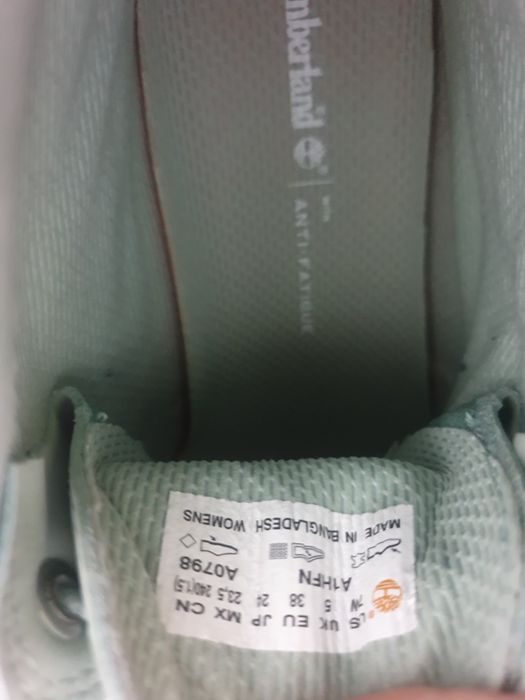 mberland
WITH
ANTI-FATIGUE
US UK EU JP MX CN
7W 5 38 24 23,5 240(1.5)
A1HFN A0798
MADE IN BANGLADESH WOMENS